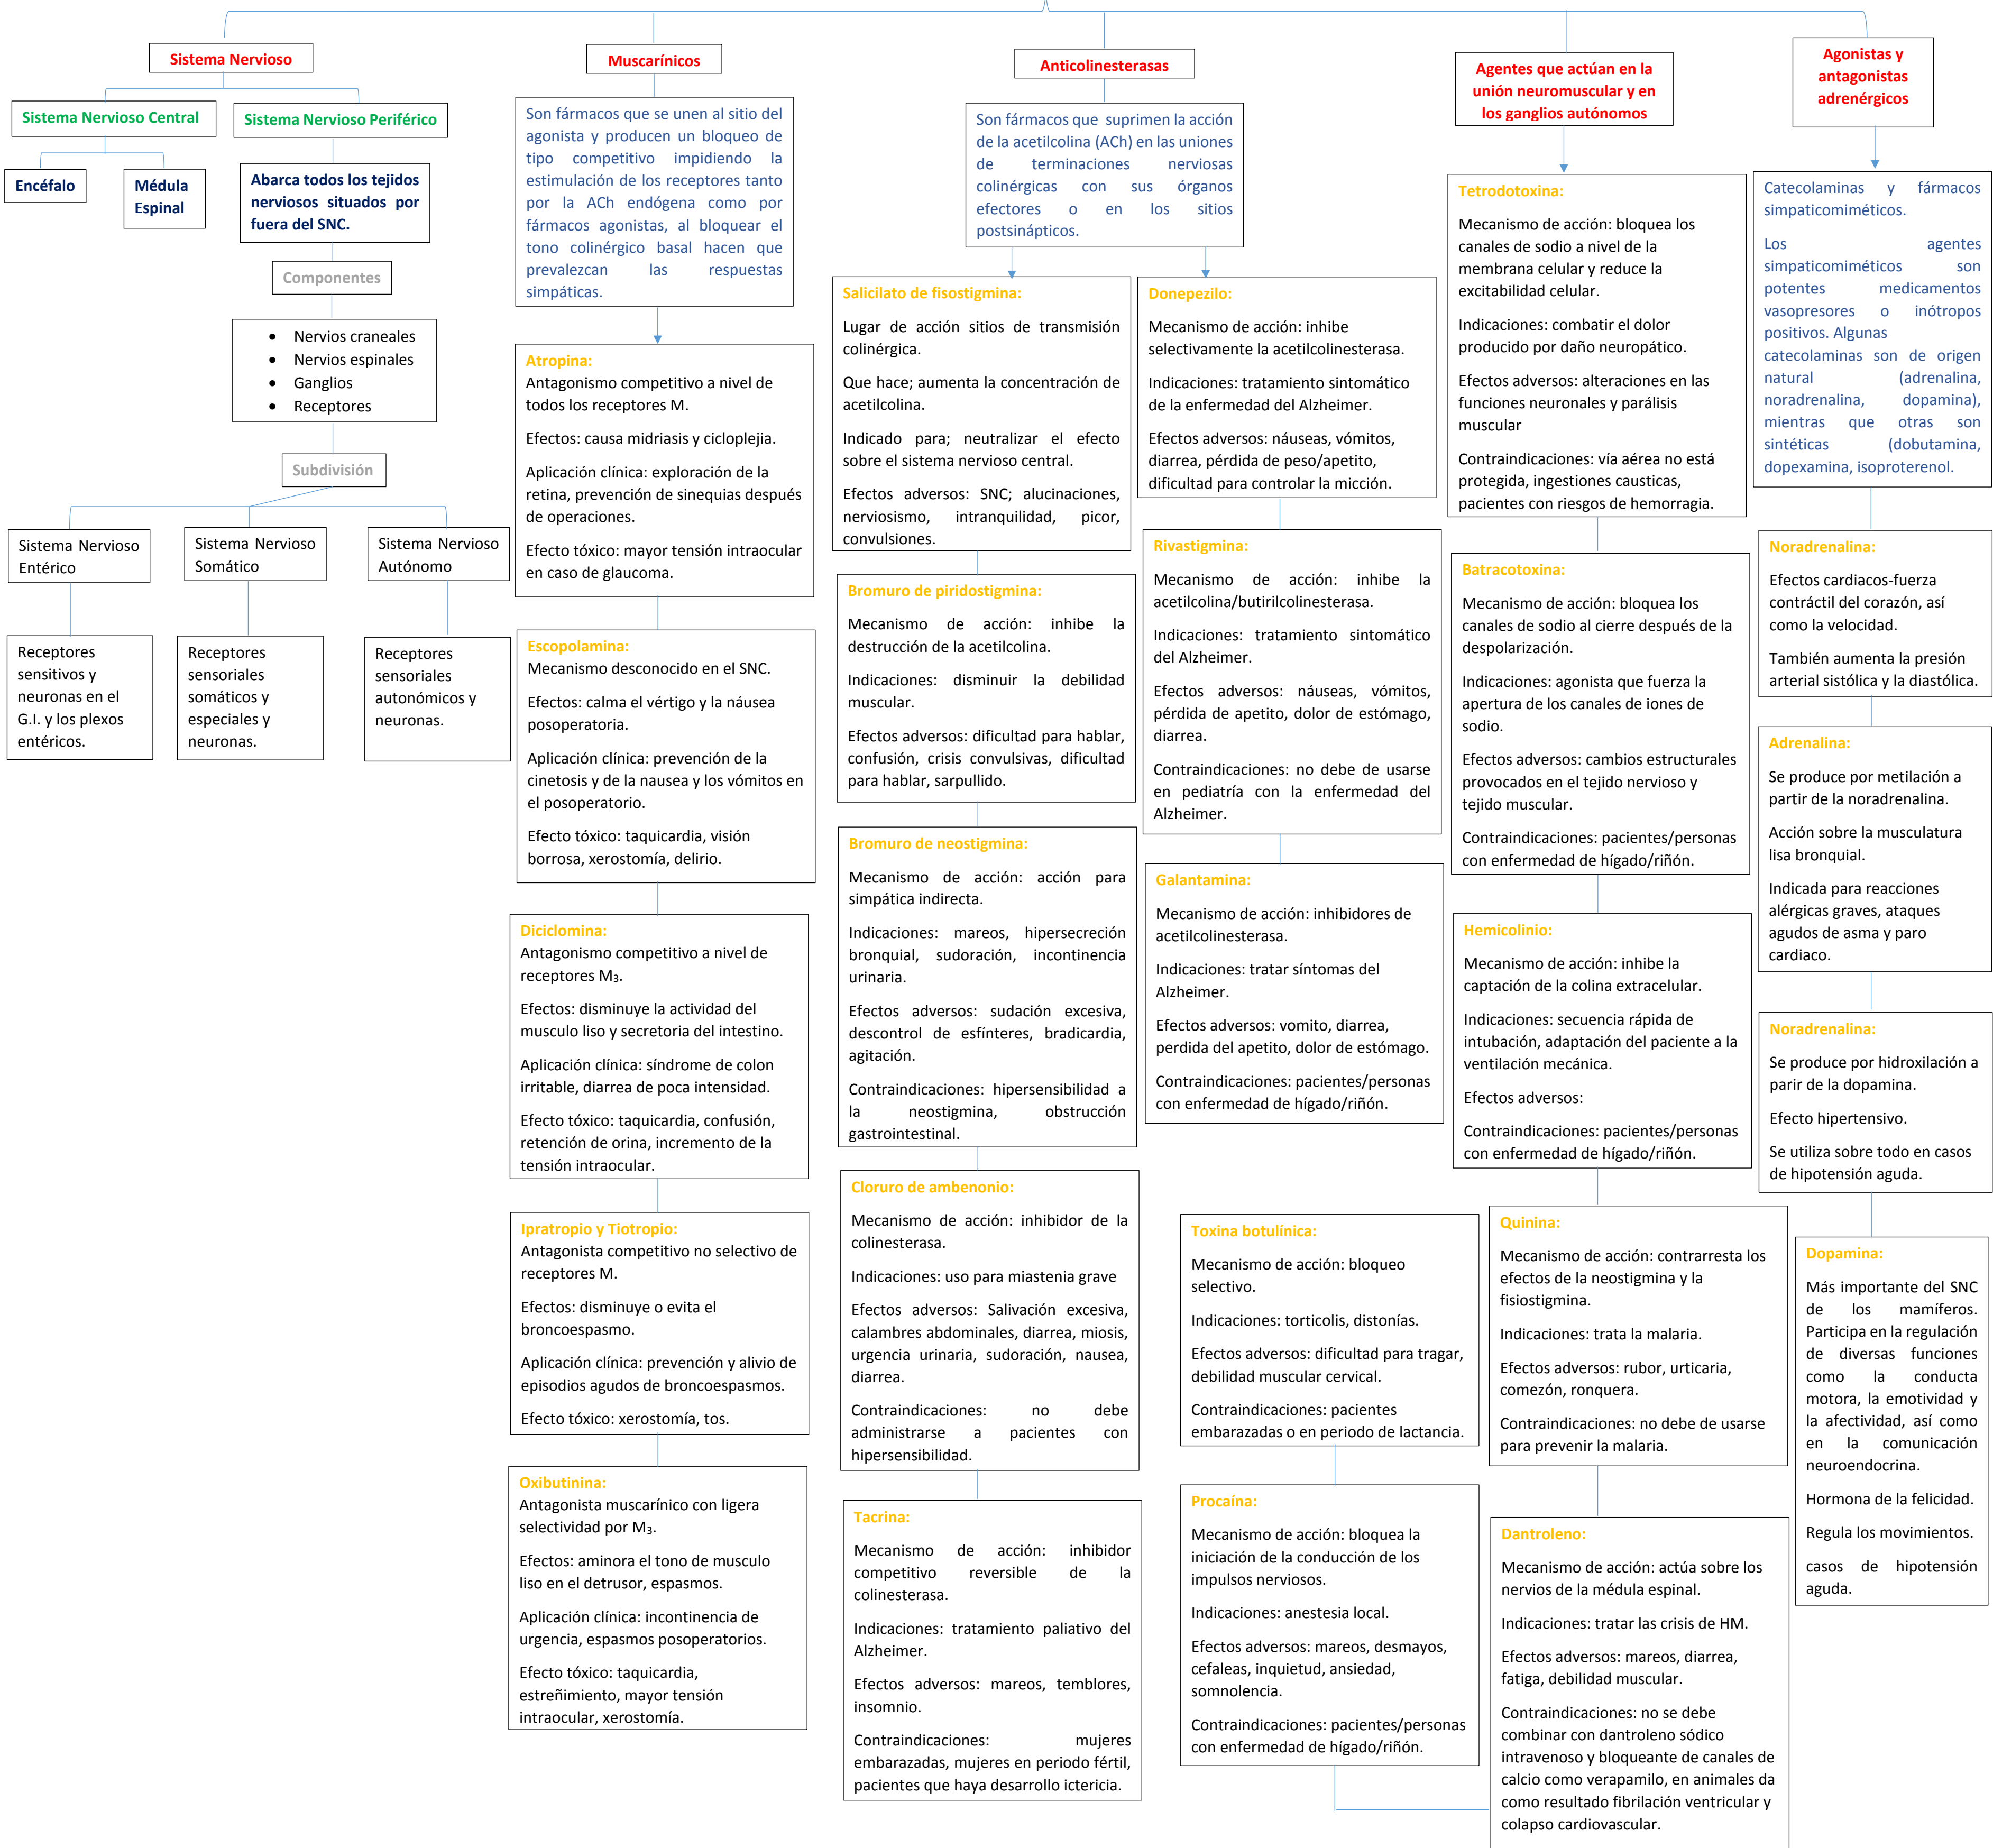 Sistema Nervioso
Sistema Nervioso Central
Sistema Nervioso Periférico
Encéfalo
Médula
Espinal
Abarca todos los tejidos
nerviosos situados por
fuera del SNC.
Componentes
• Nervios craneales
• Nervios espinales
• Ganglios
• Receptores
Subdivisión
Sistema Nervioso
Entérico
Sistema Nervioso
Somático
Sistema Nervioso
Autónomo
Receptores
sensitivos y
neuronas en el
G.I. y los plexos
entéricos.
Receptores
sensoriales
somáticos y
especiales y
neuronas.
Receptores
sensoriales
autonómicos y
neuronas.
Muscarínicos
Son fármacos que se unen al sitio del
agonista y producen un bloqueo de
tipo competitivo impidiendo la
estimulación de los receptores tanto
por la ACh endógena como por
fármacos agonistas, al bloquear el
tono colinérgico basal hacen que
prevalezcan las respuestas
simpáticas.
Atropina:
Antagonismo competitivo a nivel de
todos los receptores M.
Efectos: causa midriasis y cicloplejia.
Aplicación clínica: exploración de la
retina, prevención de sinequias después
de operaciones.
Efecto tóxico: mayor tensión intraocular
en caso de glaucoma.
Escopolamina:
Mecanismo desconocido en el SNC.
Efectos: calma el vértigo y la náusea
posoperatoria.
Aplicación clínica: prevención de la
cinetosis y de la nausea y los vómitos en
el posoperatorio.
Efecto tóxico: taquicardia, visión
borrosa, xerostomía, delirio.
Diciclomina:
Antagonismo competitivo a nivel de
receptores M₃.
Efectos: disminuye la actividad del
musculo liso y secretoria del intestino.
Aplicación clínica: síndrome de colon
irritable, diarrea de poca intensidad.
Efecto tóxico: taquicardia, confusión,
retención de orina, incremento de la
tensión intraocular.
Ipratropio y Tiotropio:
Antagonista competitivo no selectivo de
receptores M.
Efectos: disminuye o evita el
broncoespasmo.
Aplicación clínica: prevención y alivio de
episodios agudos de broncoespasmos.
Efecto tóxico: xerostomía, tos.
Oxibutinina:
Antagonista muscarínico con ligera
selectividad por M₃.
Efectos: aminora el tono de musculo
liso en el detrusor, espasmos.
Aplicación clínica: incontinencia de
urgencia, espasmos posoperatorios.
Efecto tóxico: taquicardia,
estreñimiento, mayor tensión
intraocular, xerostomía.
Anticolinesterasas
Son fármacos que suprimen la acción
de la acetilcolina (ACh) en las uniones
de terminaciones nerviosas
colinérgicas con sus órganos
efectores o en los sitios
postsinápticos.
Salicilato de fisostigmina:
Lugar de acción sitios de transmisión
colinérgica.
Que hace; aumenta la concentración de
acetilcolina.
Indicado para; neutralizar el efecto
sobre el sistema nervioso central.
Efectos adversos: SNC; alucinaciones,
nerviosismo, intranquilidad, picor,
convulsiones.
Bromuro de piridostigmina:
Mecanismo de acción: inhibe la
destrucción de la acetilcolina.
Indicaciones: disminuir la debilidad
muscular.
Efectos adversos: dificultad para hablar,
confusión, crisis convulsivas, dificultad
para hablar, sarpullido.
Bromuro de neostigmina:
Mecanismo de acción: acción para
simpática indirecta.
Indicaciones: mareos, hipersecreción
bronquial, sudoración, incontinencia
urinaria.
Efectos adversos: sudación excesiva,
descontrol de esfínteres, bradicardia,
agitación.
Contraindicaciones: hipersensibilidad a
la neostigmina, obstrucción
gastrointestinal.
Cloruro de ambenonio:
Mecanismo de acción: inhibidor de la
colinesterasa.
Indicaciones: uso para miastenia grave
Efectos adversos: Salivación excesiva,
calambres abdominales, diarrea, miosis,
urgencia urinaria, sudoración, nausea,
diarrea.
Contraindicaciones: no debe
administrarse a pacientes con
hipersensibilidad.
Tacrina:
Mecanismo de acción: inhibidor
competitivo reversible de la
colinesterasa.
Indicaciones: tratamiento paliativo del
Alzheimer.
Efectos adversos: mareos, temblores,
insomnio.
Contraindicaciones: mujeres
embarazadas, mujeres en periodo fértil,
pacientes que haya desarrollo ictericia.
Donepezilo:
Mecanismo de acción: inhibe
selectivamente la acetilcolinesterasa.
Indicaciones: tratamiento sintomático
de la enfermedad del Alzheimer.
Efectos adversos: náuseas, vómitos,
diarrea, pérdida de peso/apetito,
dificultad para controlar la micción.
Rivastigmina:
Mecanismo de acción: inhibe la
acetilcolina/butirilcolinesterasa.
Indicaciones: tratamiento sintomático
del Alzheimer.
Efectos adversos: náuseas, vómitos,
pérdida de apetito, dolor de estómago,
diarrea.
Contraindicaciones: no debe de usarse
en pediatría con la enfermedad del
Alzheimer.
Galantamina:
Mecanismo de acción: inhibidores de
acetilcolinesterasa.
Indicaciones: tratar síntomas del
Alzheimer.
Efectos adversos: vomito, diarrea,
perdida del apetito, dolor de estómago.
Contraindicaciones: pacientes/personas
con enfermedad de hígado/riñón.
Agentes que actúan en la
unión neuromuscular y en
los ganglios autónomos
Tetrodotoxina:
Mecanismo de acción: bloquea los
canales de sodio a nivel de la
membrana celular y reduce la
excitabilidad celular.
Indicaciones: combatir el dolor
producido por daño neuropático.
Efectos adversos: alteraciones en las
funciones neuronales y parálisis
muscular
Contraindicaciones: vía aérea no está
protegida, ingestiones causticas,
pacientes con riesgos de hemorragia.
Batracotoxina:
Mecanismo de acción: bloquea los
canales de sodio al cierre después de la
despolarización.
Indicaciones: agonista que fuerza la
apertura de los canales de iones de
sodio.
Efectos adversos: cambios estructurales
provocados en el tejido nervioso y
tejido muscular.
Contraindicaciones: pacientes/personas
con enfermedad de hígado/riñón.
Hemicolinio:
Mecanismo de acción: inhibe la
captación de la colina extracelular.
Indicaciones: secuencia rápida de
intubación, adaptación del paciente a la
ventilación mecánica.
Efectos adversos:
Contraindicaciones: pacientes/personas
con enfermedad de hígado/riñón.
Quinina:
Mecanismo de acción: contrarresta los
efectos de la neostigmina y la
fisiostigmina.
Indicaciones: trata la malaria.
Efectos adversos: rubor, urticaria,
comezón, ronquera.
Contraindicaciones: no debe de usarse
para prevenir la malaria.
Dantroleno:
Mecanismo de acción: actúa sobre los
nervios de la médula espinal.
Indicaciones: tratar las crisis de HM.
Efectos adversos: mareos, diarrea,
fatiga, debilidad muscular.
Contraindicaciones: no se debe
combinar con dantroleno sódico
intravenoso y bloqueante de canales de
calcio como verapamilo, en animales da
como resultado fibrilación ventricular y
colapso cardiovascular.
Toxina botulínica:
Mecanismo de acción: bloqueo
selectivo.
Indicaciones: torticolis, distonías.
Efectos adversos: dificultad para tragar,
debilidad muscular cervical.
Contraindicaciones: pacientes
embarazadas o en periodo de lactancia.
Procaína:
Mecanismo de acción: bloquea la
iniciación de la conducción de los
impulsos nerviosos.
Indicaciones: anestesia local.
Efectos adversos: mareos, desmayos,
cefaleas, inquietud, ansiedad,
somnolencia.
Contraindicaciones: pacientes/personas
con enfermedad de hígado/riñón.
Agonistas y
antagonistas
adrenérgicos
Catecolaminas y fármacos
simpaticomiméticos.
Los agentes
simpaticomiméticos son
potentes medicamentos
vasopresores o inótropos
positivos. Algunas
catecolaminas son de origen
natural (adrenalina,
noradrenalina, dopamina),
mientras que otras son
sintéticas (dobutamina,
dopexamina, isoproterenol.
Noradrenalina:
Efectos cardiacos-fuerza
contráctil del corazón, así
como la velocidad.
También aumenta la presión
arterial sistólica y la diastólica.
Adrenalina:
Se produce por metilación a
partir de la noradrenalina.
Acción sobre la musculatura
lisa bronquial.
Indicada para reacciones
alérgicas graves, ataques
agudos de asma y paro
cardiaco.
Noradrenalina:
Se produce por hidroxilación a
parir de la dopamina.
Efecto hipertensivo.
Se utiliza sobre todo en casos
de hipotensión aguda.
Dopamina:
Más importante del SNC
de los mamíferos.
Participa en la regulación
de diversas funciones
como la conducta
motora, la emotividad y
la afectividad, así como
en la comunicación
neuroendocrina.
Hormona de la felicidad.
Regula los movimientos.
casos de hipotensión
aguda.